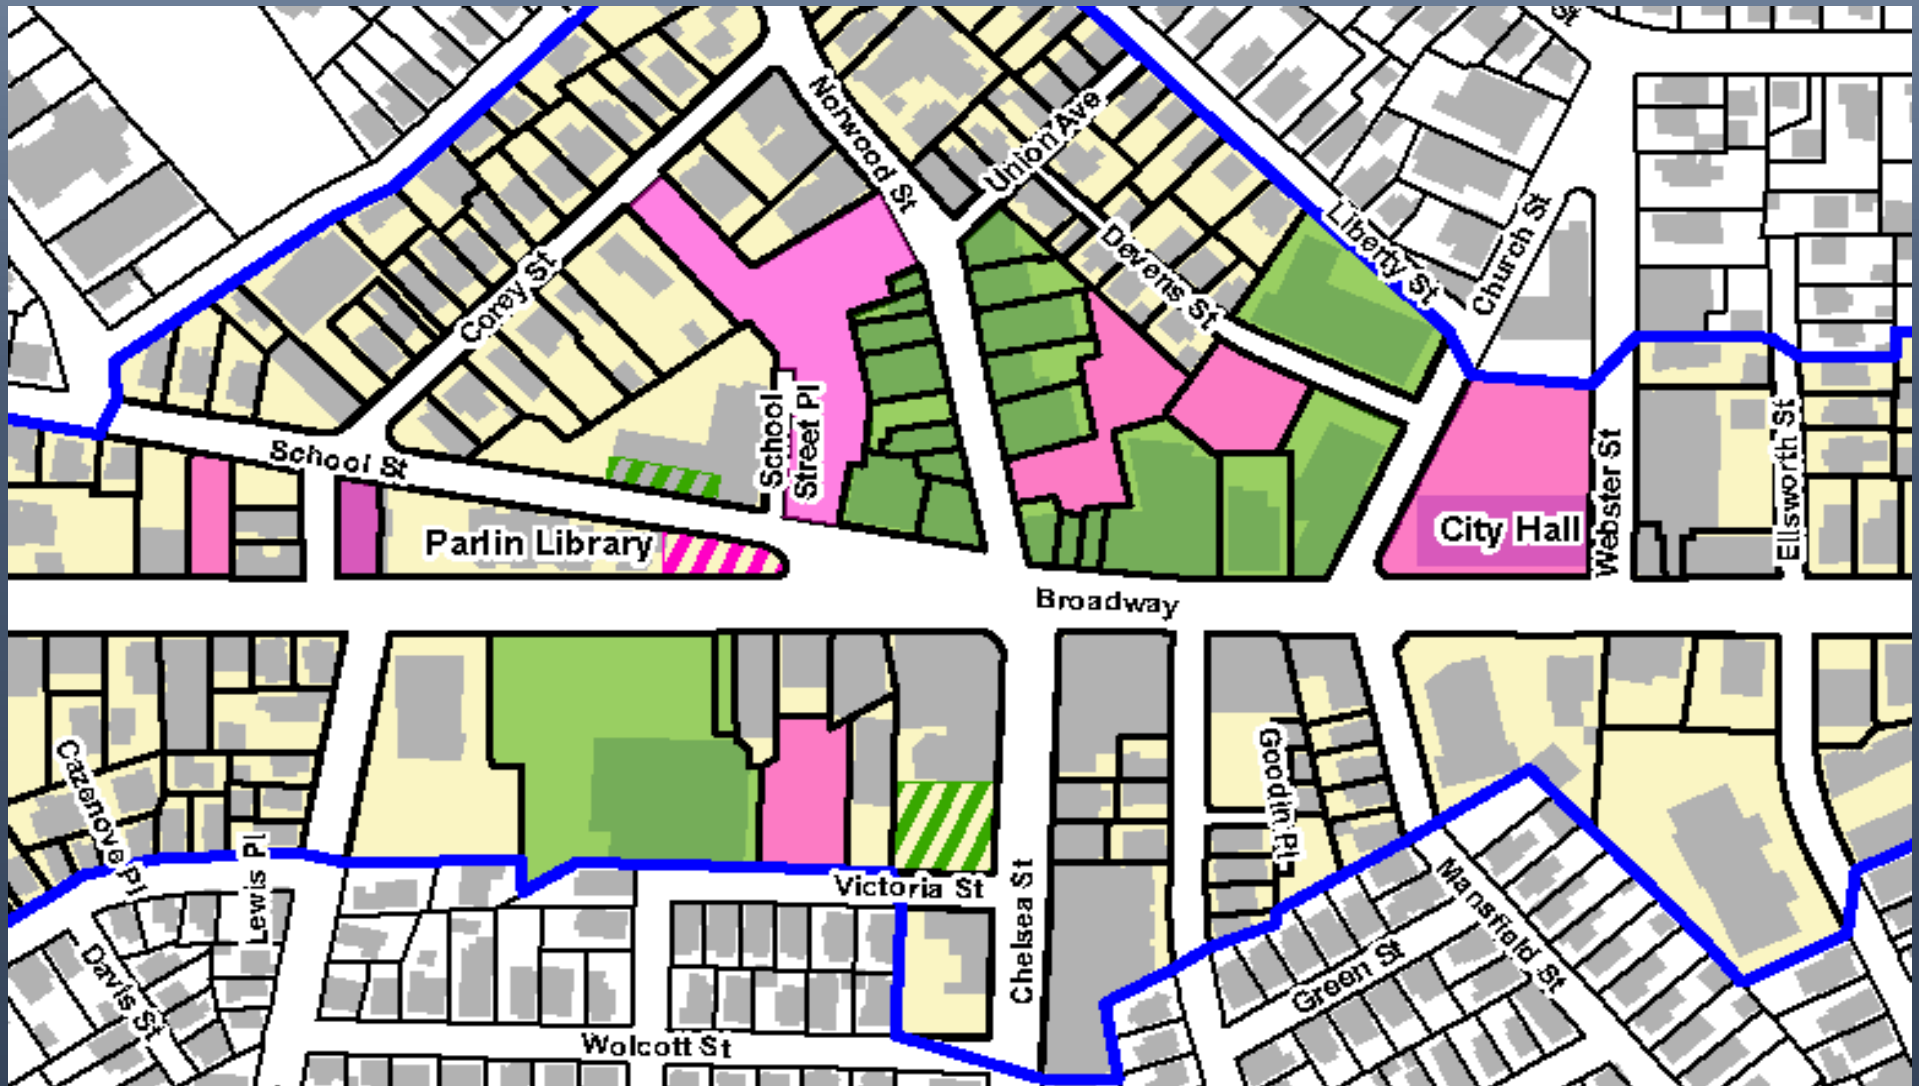 St
Norwood St
Union Ave
Liberty St
Church St
Devens St
Corey St
School St
School
Street Pl
Parlin Library
City Hall
Webster St
Ellsworth St
Broadway
Cazenove Pl
Lewis Pl
Davis St
Victoria St
Chelsea St
Goodin Pl
Mansfield St
Green St
Wolcott St